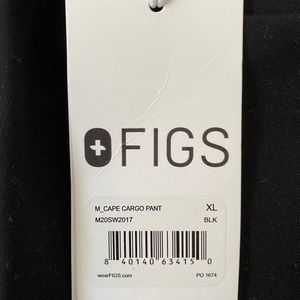 FIGS
M_CAPE CARGO PANT XL
M20SW2017 BLK
8 40140 63415 0
wearFIGS.com PO 1674